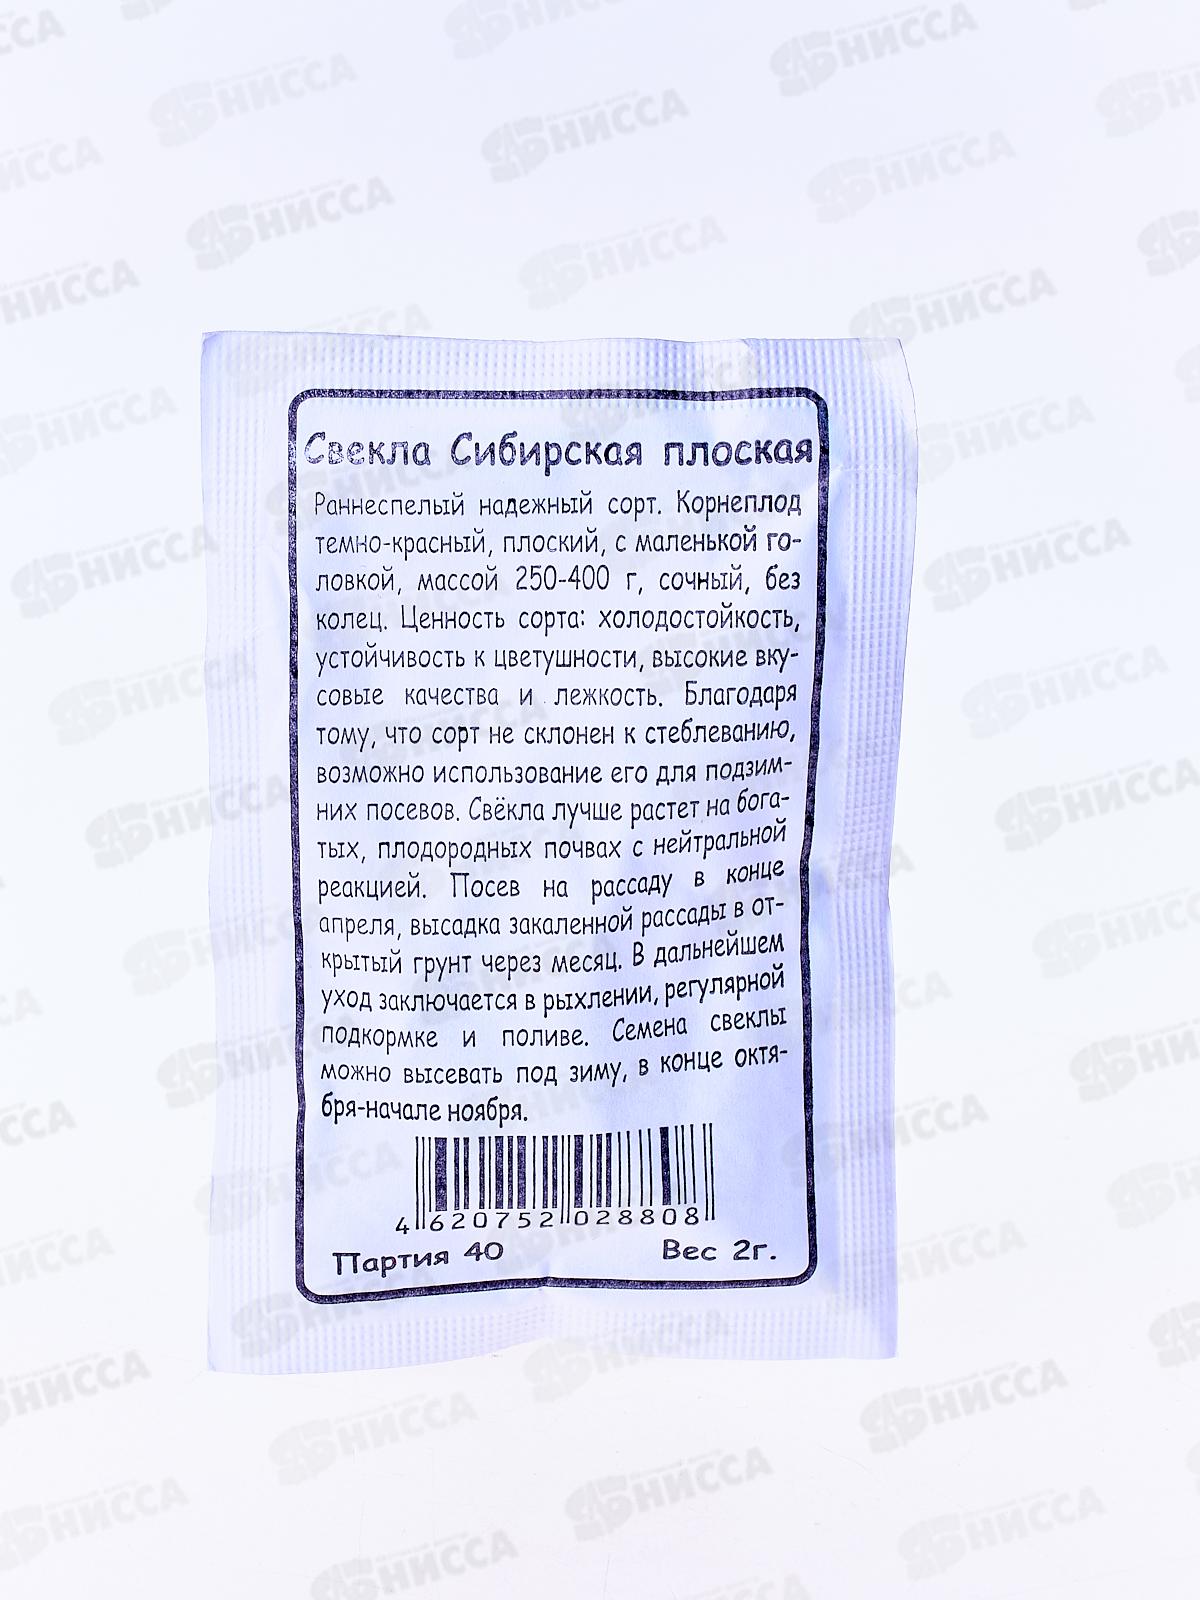 Свекла Сибирская плоская
Раннеспелый надежный сорт. Корнеплод
темно-красный, плоский, с маленькой го-
ловкой, массой 250-400 г, сочный, без
колец. Ценность сорта: холодостойкость,
устойчивость к цветушности, высокие вку-
совые качества и лежкость. Благодаря
тому, что сорт не склонен к стеблеванию,
возможно использование его для подзим-
них посевов. Свёкла лучше растет на бога-
тых, плодородных почвах с нейтральной
реакцией. Посев на рассаду в конце
апреля, высадка закаленной рассады в от-
крытый грунт через месяц. В дальнейшем
уход заключается в рыхлении, регулярной
подкормке и поливе. Семена свеклы
можно высевать под зиму, в конце октя-
бря-начале ноября.
4 620752 028808
Партия 40 Вес 2г.